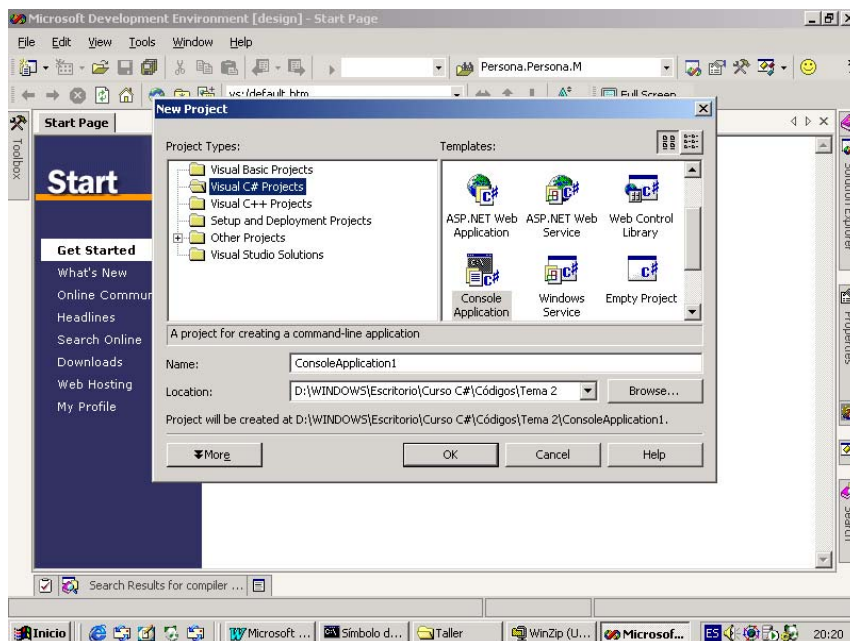 Microsoft Development Environment [design] - Start Page
File Edit View Tools Window Help
Persona.Persona.M
vs:/default.htm Full Screen
Start Page
Toolbox
Start
Get Started
What's New
Online Commun
Headlines
Search Online
Downloads
Web Hosting
My Profile
New Project
Project Types:
Visual Basic Projects
Visual C# Projects
Visual C++ Projects
Setup and Deployment Projects
Other Projects
Visual Studio Solutions
Templates:
ASP.NET Web Application
ASP.NET Web Service
Web Control Library
Console Application
Windows Service
Empty Project
A project for creating a command-line application
Name: ConsoleApplication1
Location: D:\WINDOWS\Escritorio\Curso C#\Códigos\Tema 2 Browse...
Project will be created at D:\WINDOWS\Escritorio\Curso C#\Códigos\Tema 2\ConsoleApplication1.
More OK Cancel Help
Solution Explorer
Properties
Search
Search Results for compiler ...
Inicio Microsoft ... Símbolo d... Taller WinZip (U... Microsof... ES 20:20